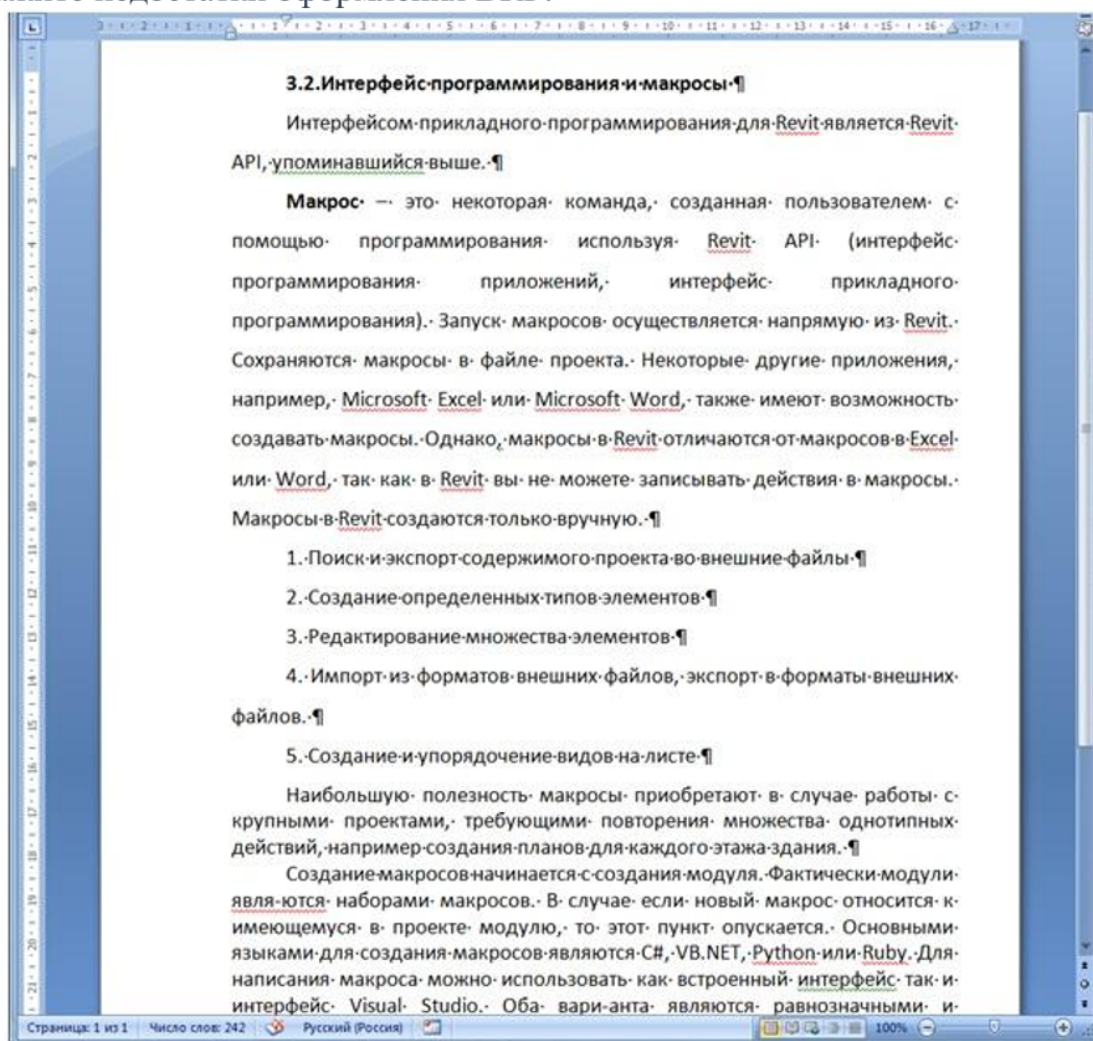 недостатки оформления ВКР.
3.2.Интерфейс·программирования·и·макросы·¶
Интерфейсом·прикладного·программирования·для·Revit·является·Revit·
API,·упоминавшийся·выше.·¶
Макрос· –· это· некоторая· команда,· созданная· пользователем· с·
помощью· программирования· используя· Revit· API· (интерфейс·
программирования· приложений,· интерфейс· прикладного·
программирования).· Запуск· макросов· осуществляется· напрямую· из· Revit.·
Сохраняются· макросы· в· файле· проекта.· Некоторые· другие· приложения,·
например,· Microsoft· Excel· или· Microsoft· Word,· также· имеют· возможность·
создавать·макросы.·Однако,·макросы·в·Revit·отличаются·от·макросов·в·Excel·
или· Word,· так· как· в· Revit· вы· не· можете· записывать· действия· в· макросы.·
Макросы·в·Revit·создаются·только·вручную.·¶
1.·Поиск·и·экспорт·содержимого·проекта·во·внешние·файлы·¶
2.·Создание·определенных·типов·элементов·¶
3.·Редактирование·множества·элементов·¶
4.·Импорт·из·форматов·внешних·файлов,·экспорт·в·форматы·внешних·
файлов.·¶
5.·Создание·и·упорядочение·видов·на·листе·¶
Наибольшую· полезность· макросы· приобретают· в· случае· работы· с·
крупными· проектами,· требующими· повторения· множества· однотипных·
действий,·например·создания·планов·для·каждого·этажа·здания.·¶
Создание·макросов·начинается·с·создания·модуля.·Фактически·модули·
явля-ются· наборами· макросов.· В· случае· если· новый· макрос· относится· к·
имеющемуся· в· проекте· модулю,· то· этот· пункт· опускается.· Основными·
языками·для·создания·макросов·являются·C#,·VB.NET,·Python·или·Ruby.·Для·
написания· макроса· можно· использовать· как· встроенный· интерфейс· так· и·
интерфейс· Visual· Studio.· Оба· вари-анта· являются· равнозначными· и·
Страница: 1 из 1 Число слов: 242 Русский (Россия) 100%